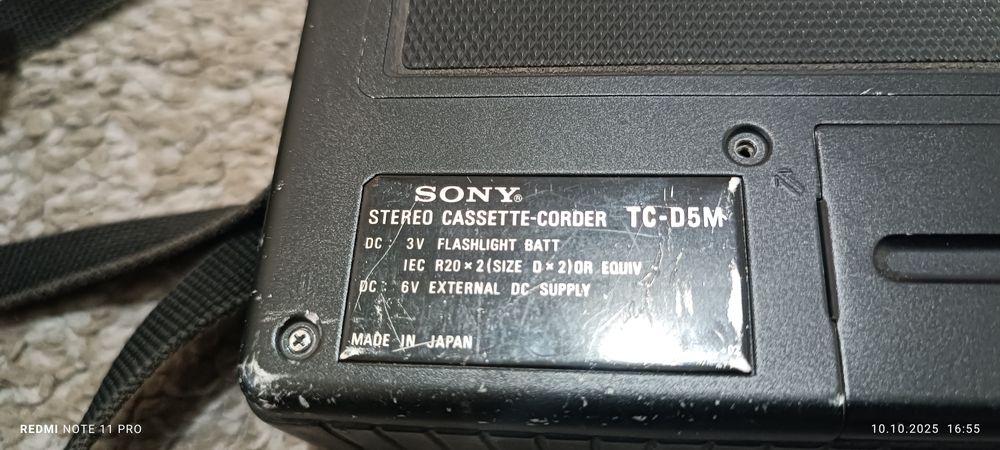 SONY®
STEREO CASSETTE-CORDER TC-D5M
DC: 3V FLASHLIGHT BATT
IEC R20×2(SIZE D×2)OR EQUIV
DC: 6V EXTERNAL DC SUPPLY
MADE IN JAPAN
REDMI NOTE 11 PRO
10.10.2025 16:55